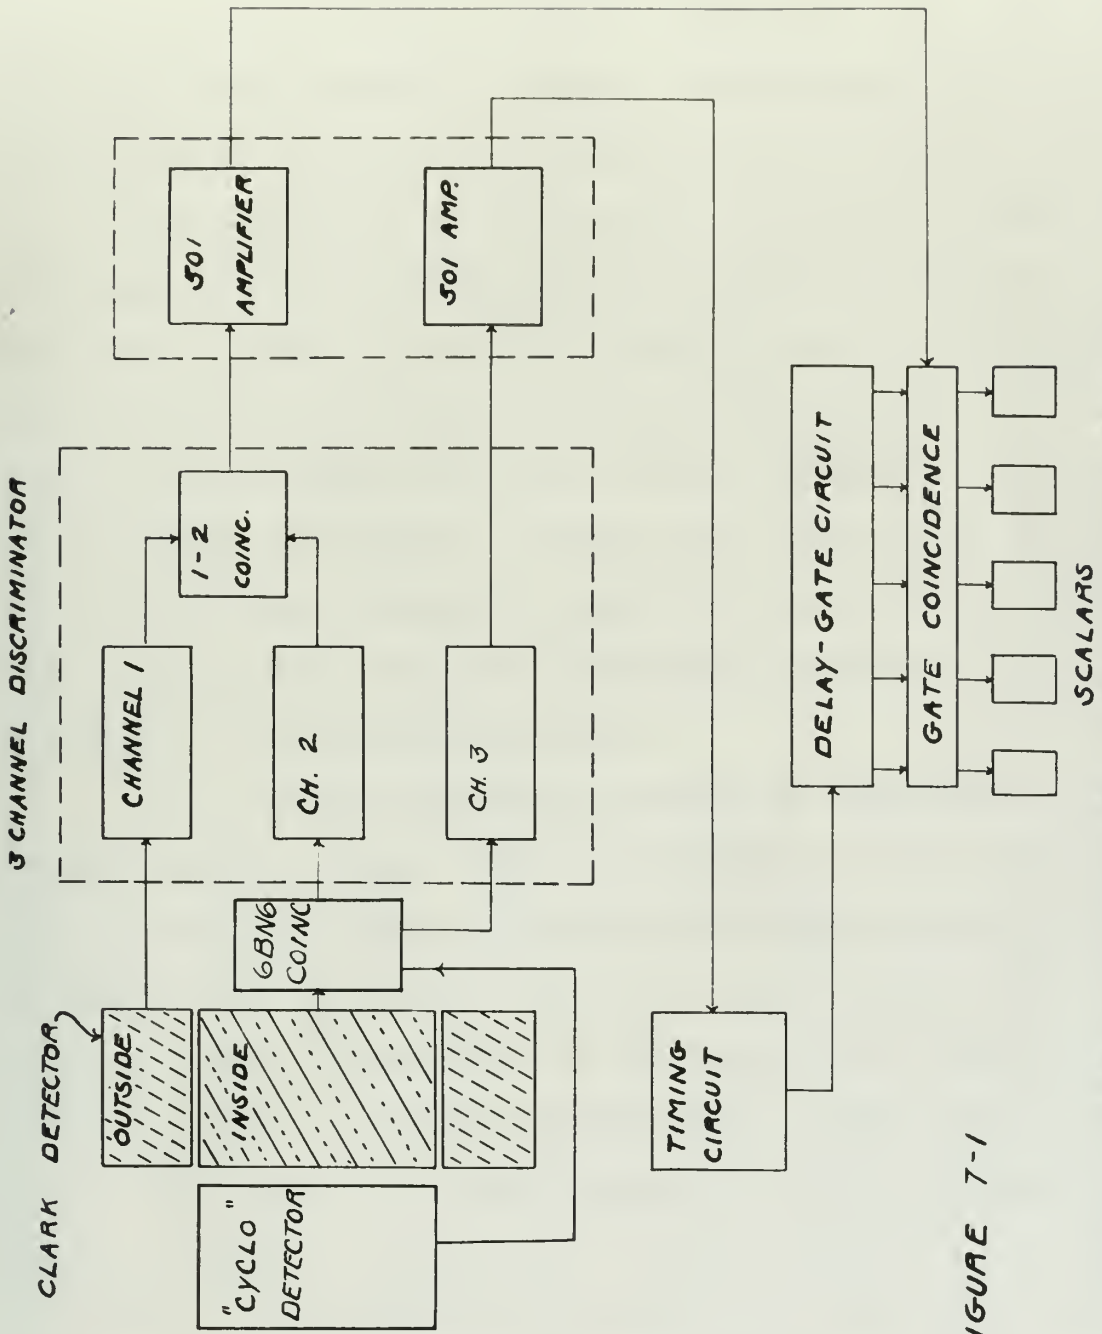 3 CHANNEL DISCRIMINATOR
CLARK DETECTOR
OUTSIDE
INSIDE
"CYCLO"
DETECTOR
6BN6
COINC
CHANNEL 1
CH. 2
CH. 3
1-2
COINC.
501
AMPLIFIER
501 AMP.
TIMING
CIRCUIT
DELAY-GATE CIRCUIT
GATE COINCIDENCE
SCALARS
IGURE 7-1